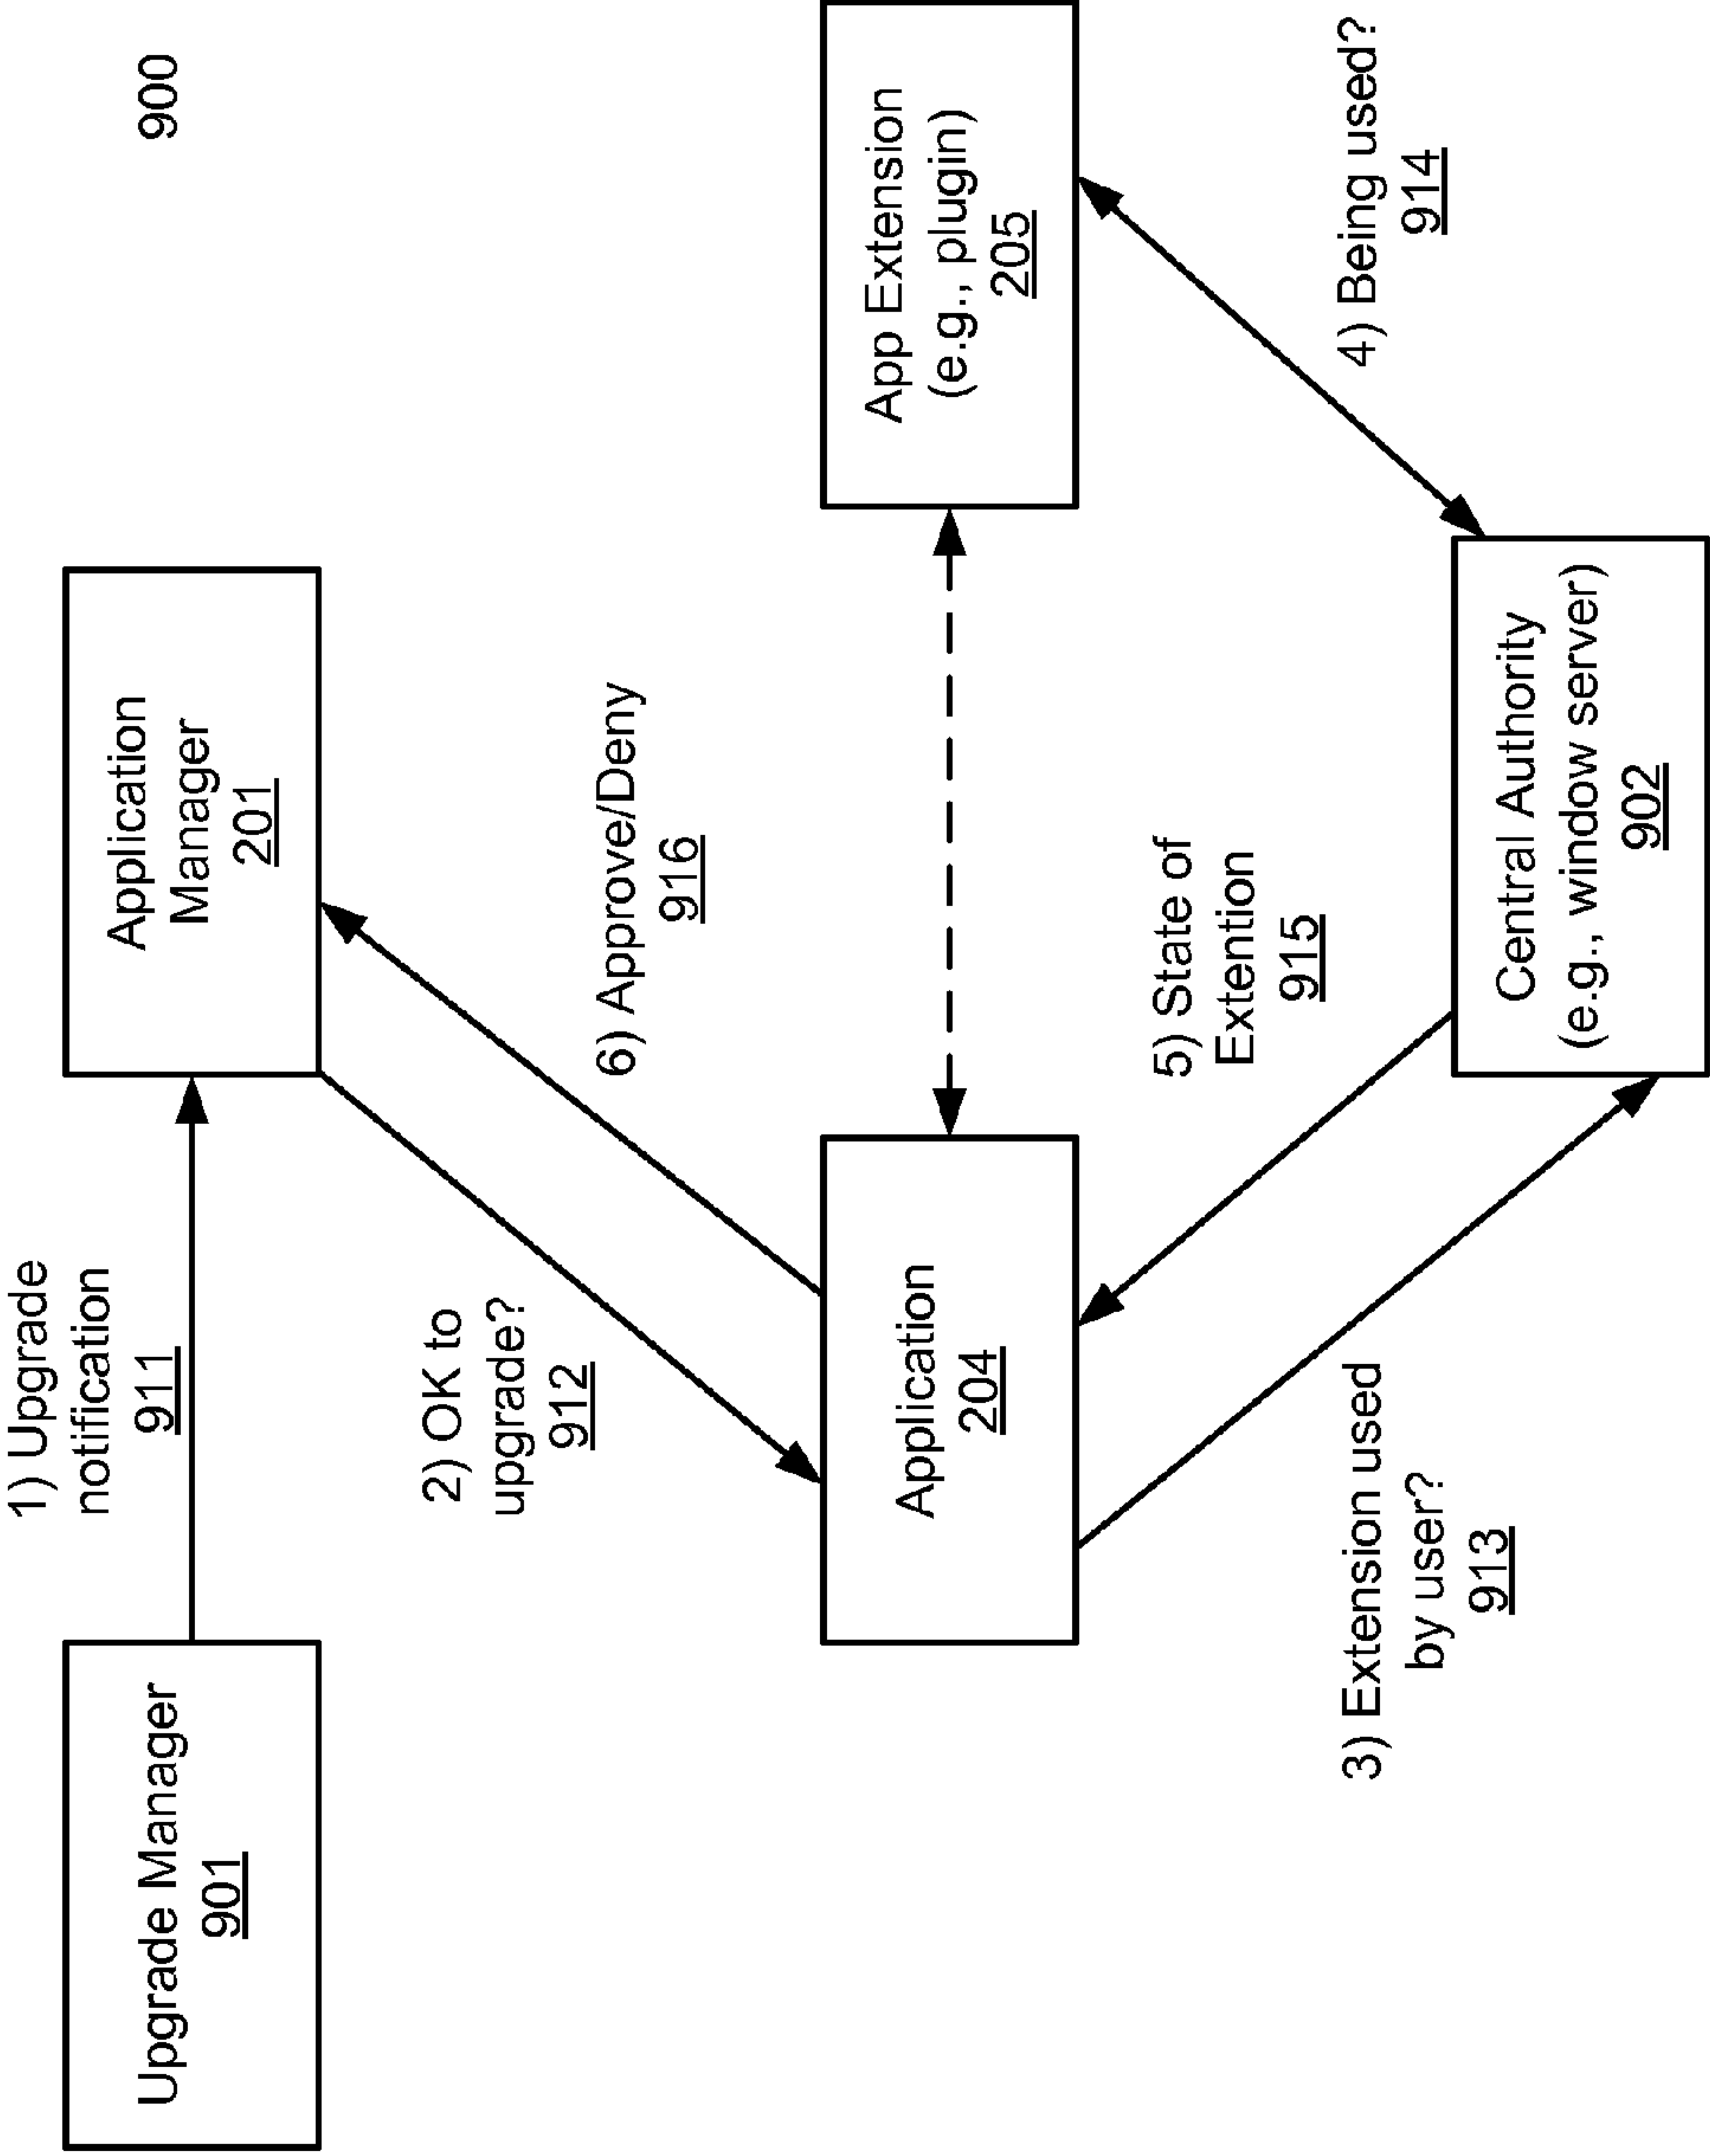 900
1) Upgrade
notification
911
Upgrade Manager
901
Application
Manager
201
2) OK to
upgrade?
912
6) Approve/Deny
916
Application
204
App Extension
(e.g., plugin)
205
3) Extension used
by user?
913
5) State of
Extention
915
4) Being used?
914
Central Authority
(e.g., window server)
902